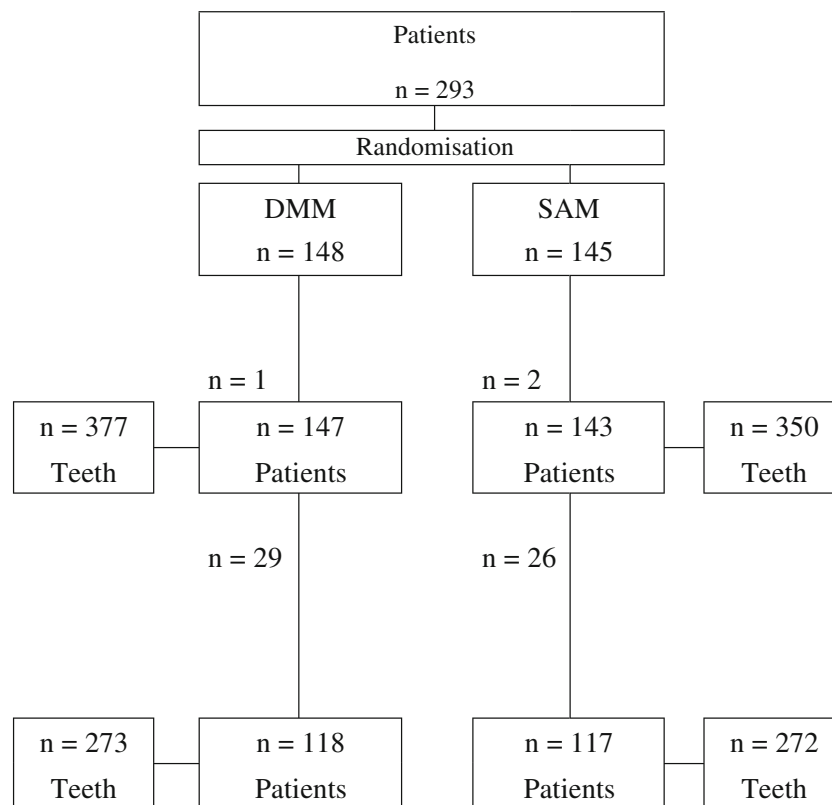 Patients
n = 293
Randomisation
DMM
n = 148
SAM
n = 145
n = 1
n = 2
n = 377
Teeth
n = 147
Patients
n = 143
Patients
n = 350
Teeth
n = 29
n = 26
n = 273
Teeth
n = 118
Patients
n = 117
Patients
n = 272
Teeth